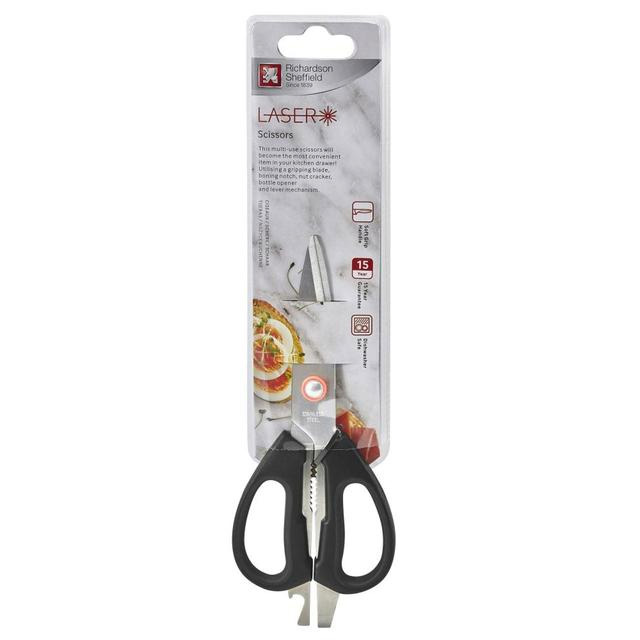 Richardson
Sheffield
Since 1839
LASER
Scissors
This multi-use scissors will
become the most convenient
item in your kitchen drawer!
Utilising a gripping blade,
boning notch, nut cracker,
bottle opener
and lever mechanism.
Soft Grip
Handle
15
Year
15 Year
Guarantee
Dishwasher
Safe
STAINLESS
STEEL